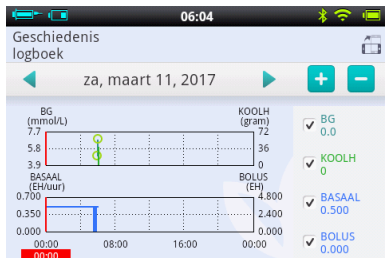 06:04
Geschiedenis
logboek
za, maart 11, 2017
BG
(mmol/L)
KOOLH
(gram)
7.7
72
5.8
36
3.9
0
BASAAL
(EH/uur)
BOLUS
(EH)
0.700
4.800
0.350
2.400
0.000
0.000
00:00 08:00 16:00 00:00
00:00
BG
0.0
KOOLH
0
BASAAL
0.500
BOLUS
0.000